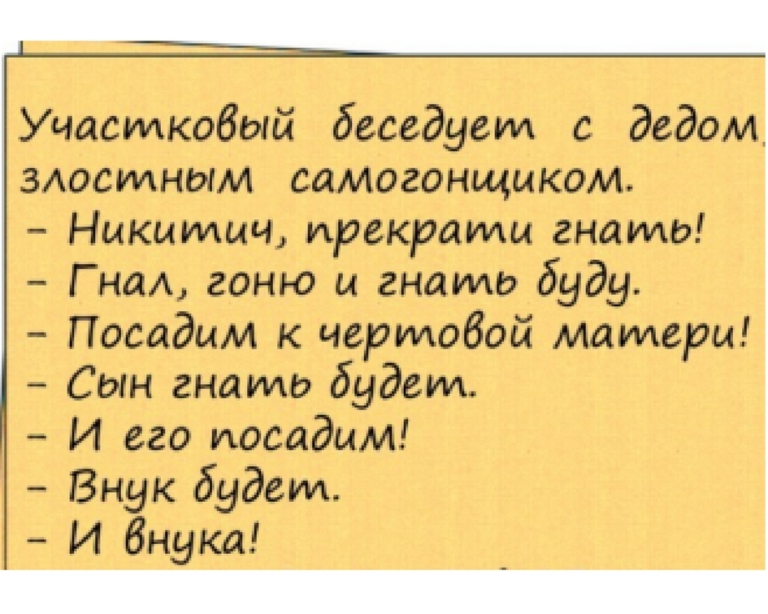 Участковый беседует с дедом,
злостным самогонщиком.
– Никитич, прекрати гнать!
– Гнал, гоню и гнать буду.
– Посадим к чертовой матери!
– Сын гнать будет.
– И его посадим!
– Внук будет.
– И внука!